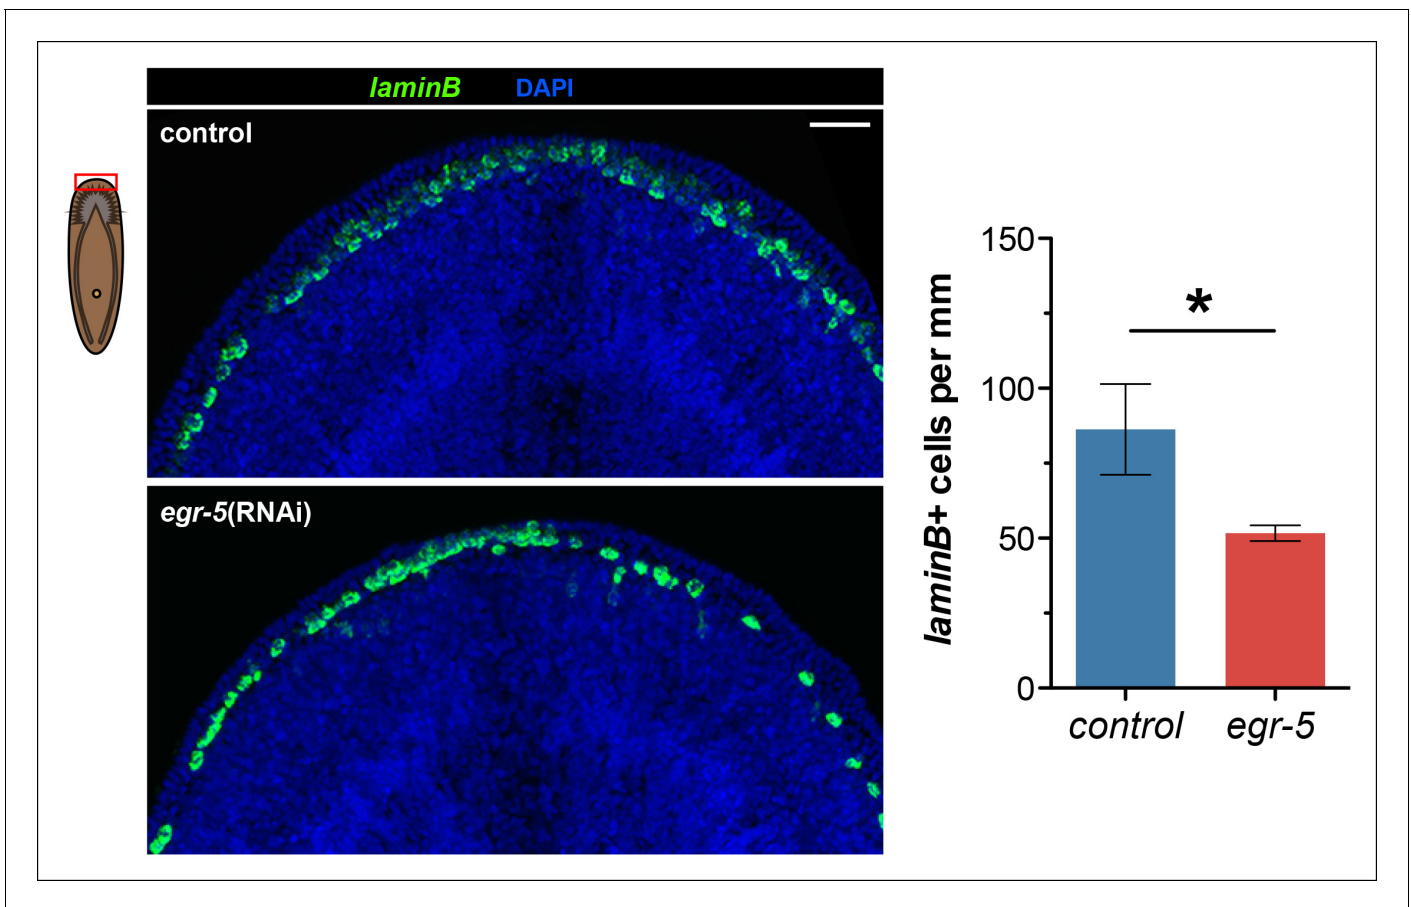 laminB DAPI
control
egr-5(RNAi)
laminB+ cells per mm
150
100
50
0
*
control egr-5